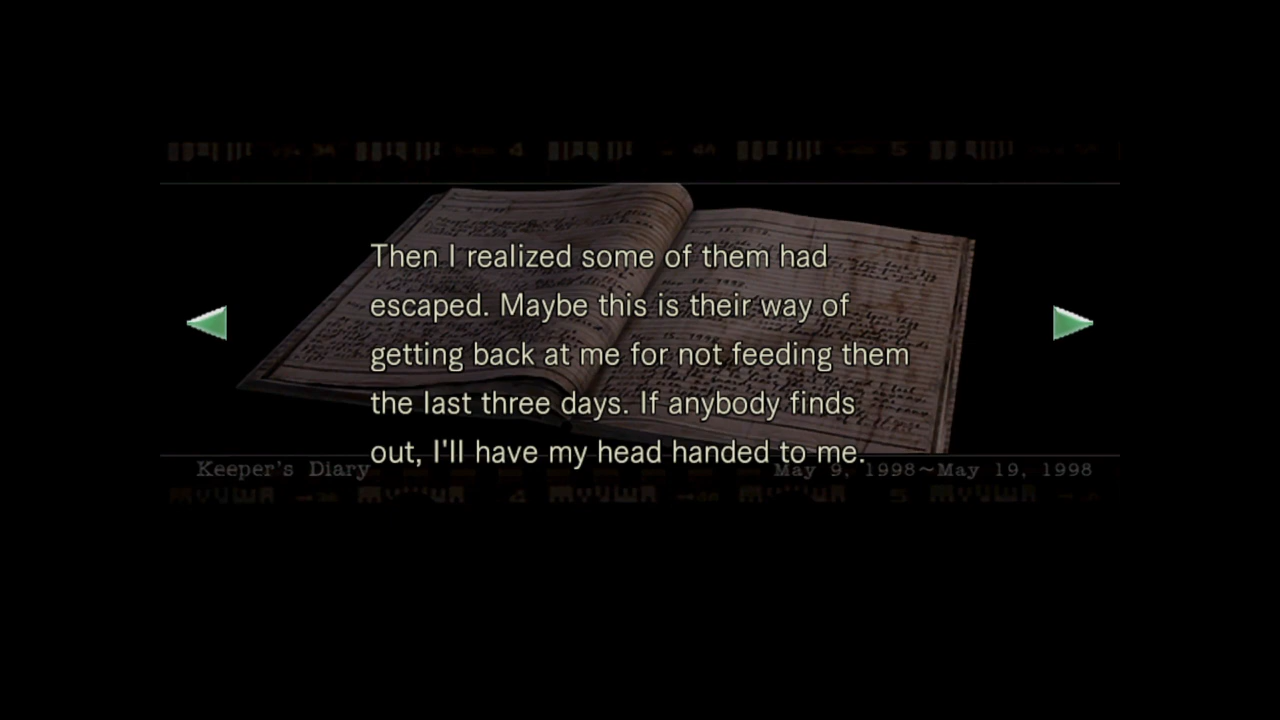 Then I realized some of them had
escaped. Maybe this is their way of
getting back at me for not feeding them
the last three days. If anybody finds
out, I'll have my head handed to me.
Keeper's Diary
May 9, 1998~May 19, 1998